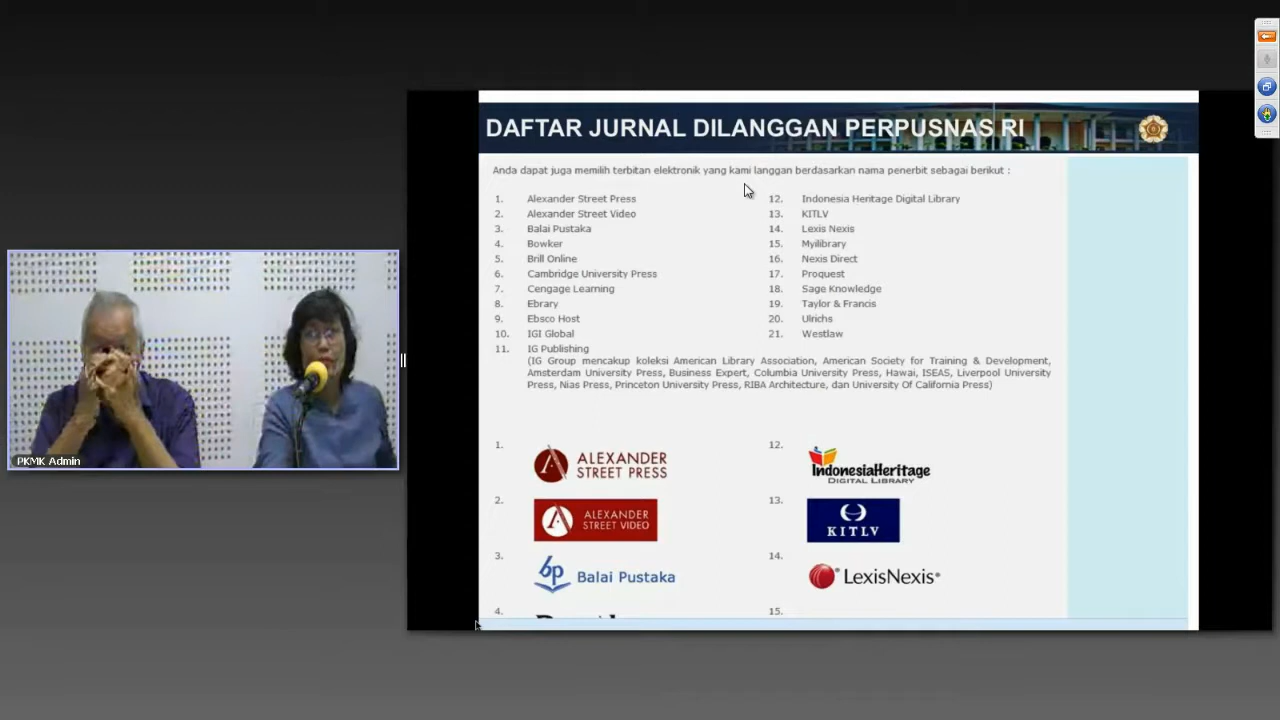 DAFTAR JURNAL DILANGGAN PERPUSNAS RI
Anda dapat juga memilih terbitan elektronik yang kami langgan berdasarkan nama penerbit sebagai berikut :
1. Alexander Street Press
2. Alexander Street Video
3. Balai Pustaka
4. Bowker
5. Brill Online
6. Cambridge University Press
7. Cengage Learning
8. Ebrary
9. Ebsco Host
10. IGI Global
11. IG Publishing
(IG Group mencakup koleksi American Library Association, American Society for Training & Development,
Amsterdam University Press, Business Expert, Columbia University Press, Hawai, ISEAS, Liverpool University
Press, Nias Press, Princeton University Press, RIBA Architecture, dan University Of California Press)
12. Indonesia Heritage Digital Library
13. KITLV
14. Lexis Nexis
15. Myilibrary
16. Nexis Direct
17. Proquest
18. Sage Knowledge
19. Taylor & Francis
20. Ulrichs
21. Westlaw
1. ALEXANDER
STREET PRESS
2. ALEXANDER
STREET VIDEO
3. bp Balai Pustaka
4.
12. IndonesiaHeritage
DIGITAL LIBRARY
13. KITLV
14. LexisNexis®
15.
PKMK Admin